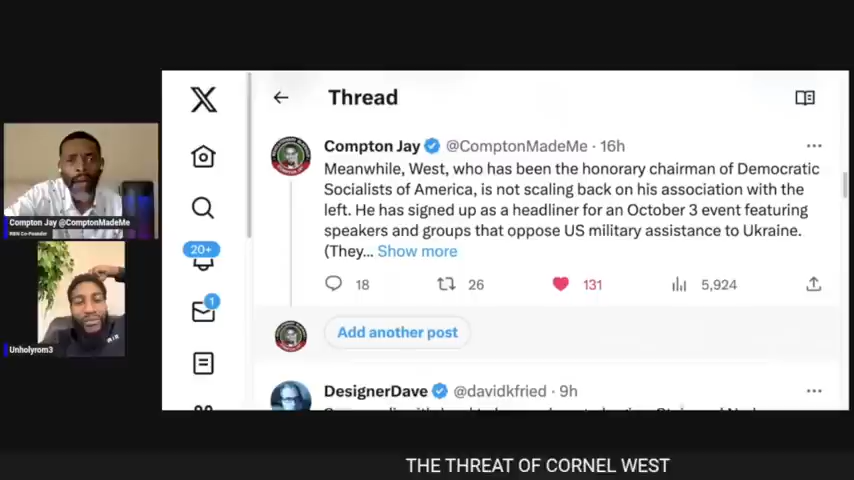 Thread
Compton Jay @ComptonMadeMe · 16h
Meanwhile, West, who has been the honorary chairman of Democratic
Socialists of America, is not scaling back on his association with the
left. He has signed up as a headliner for an October 3 event featuring
speakers and groups that oppose US military assistance to Ukraine.
(They... Show more
18 26 131 5,924
Add another post
DesignerDave @davidkfried · 9h
20+
1
Compton Jay @ComptonMadeMe
RBN Co-Founder
Unholyrom3
THE THREAT OF CORNEL WEST